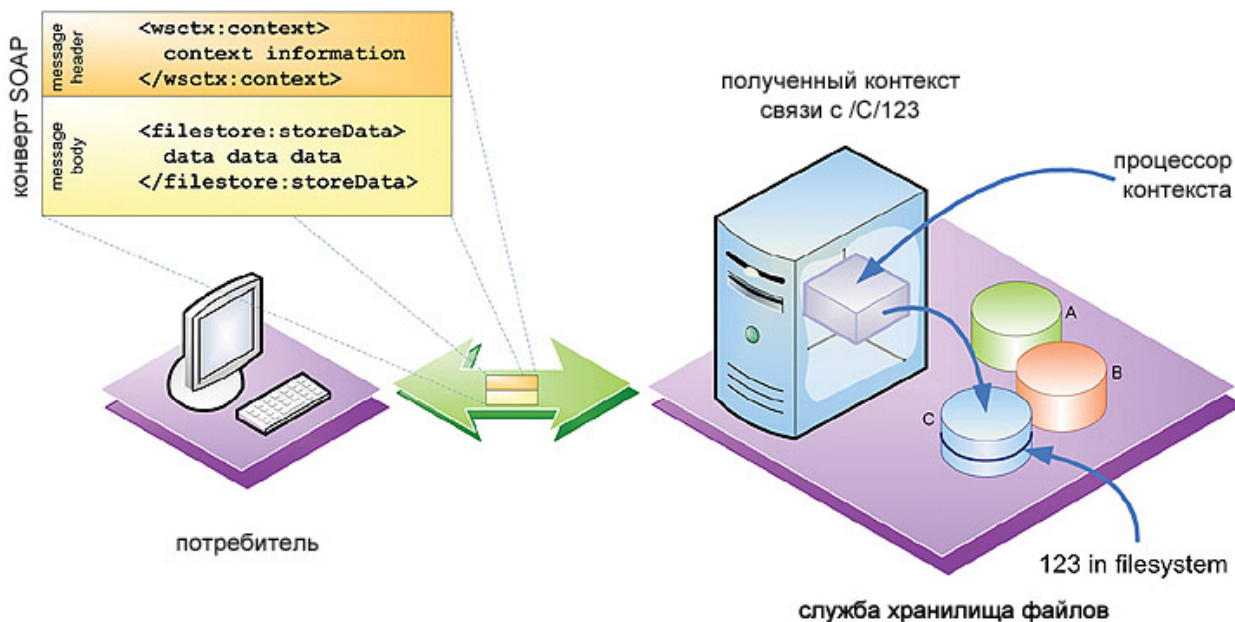 конверт SOAP
message
header
<wsctx:context>
context information
</wsctx:context>
message
body
<filestore:storeData>
data data data
</filestore:storeData>
полученный контекст
связи с /C/123
процессор
контекста
A
B
C
123 in filesystem
потребитель
служба хранилища файлов